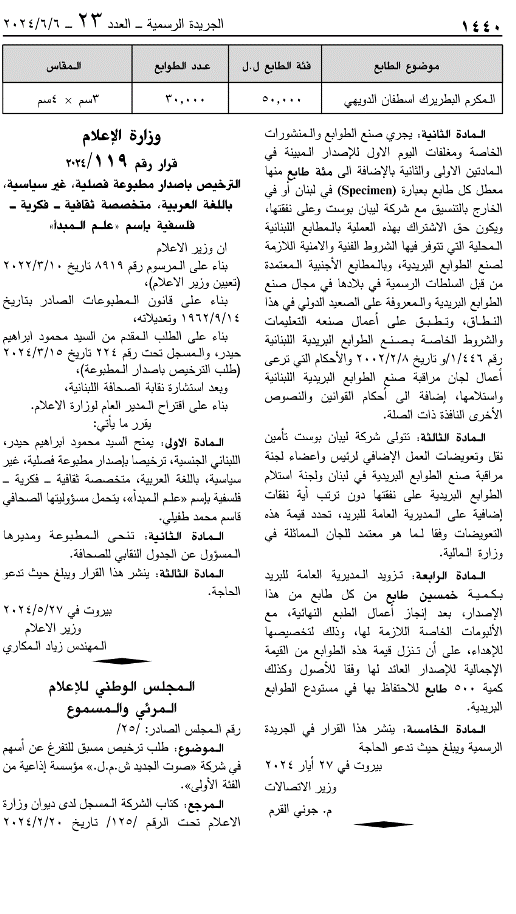 ١٤٤٠
الجريدة الرسمية ـ العدد ٢٣ ـ ٢٠٢٤/٦/٦
موضوع الطابع
فئة الطابع ل.ل
عدد الطوابع
المقاس
المكرم البطريرك اسطفان الدويهي
٥٠,٠٠٠
٣٠,٠٠٠
٣سم × ٤سم
المادة الثانية: يجري صنع الطوابع والمنشورات
الخاصة ومغلفات اليوم الاول للإصدار المبينة في
المادتين الاولى والثانية بالإضافة الى مئة طابع منها
معطل كل طابع بعبارة (Specimen) في لبنان أو في
الخارج بالتنسيق مع شركة ليبان بوست وعلى نفقتها،
ويكون حق الاشتراك بهذه العملية بالمطابع اللبنانية
المحلية التي تتوفر فيها الشروط الفنية والامنية اللازمة
لصنع الطوابع البريدية، وبالمطابع الأجنبية المعتمدة
من قبل السلطات الرسمية في بلادها في مجال صنع
الطوابع البريدية والمعروفة على الصعيد الدولي في هذا
النطاق، وتطبق على أعمال صنعه التعليمات
والشروط الخاصة بصنع الطوابع البريدية اللبنانية
رقم ١/٤٤٦/و تاريخ ٢٠٠٢/٢/٨ والأحكام التي ترعى
أعمال لجان مراقبة صنع الطوابع البريدية اللبنانية
واستلامها، إضافة الى أحكام القوانين والنصوص
الأخرى النافذة ذات الصلة.
المادة الثالثة: تتولى شركة ليبان بوست تأمين
نقل وتعويضات العمل الإضافي لرئيس واعضاء لجنة
مراقبة صنع الطوابع البريدية في لبنان ولجنة استلام
الطوابع البريدية على نفقتها دون ترتب أية نفقات
إضافية على المديرية العامة للبريد، تحدد قيمة هذه
التعويضات وفقا لما هو معتمد للجان المماثلة في
وزارة المالية.
المادة الرابعة: تزويد المديرية العامة للبريد
بكمية خمسين طابع من كل طابع من هذا
الإصدار، بعد إنجاز أعمال الطبع النهائية، مع
الألبومات الخاصة اللازمة لها، وذلك لتخصيصها
للإهداء، على أن تنزل قيمة هذه الطوابع من القيمة
الإجمالية للإصدار العائد لها وفقا للأصول وكذلك
كمية ٥٠٠ طابع للاحتفاظ بها في مستودع الطوابع
البريدية.
المادة الخامسة: ينشر هذا القرار في الجريدة
الرسمية ويبلغ حيث تدعو الحاجة
بيروت في ٢٧ أيار ٢٠٢٤
وزير الاتصالات
م. جوني القرم
وزارة الإعلام
قرار رقم ٢٠٢٤/١١٩
الترخيص باصدار مطبوعة فصلية، غير سياسية،
باللغة العربية، متخصصة ثقافية ـ فكرية ـ
فلسفية بإسم «علم المبدأ»
ان وزير الاعلام
بناء على المرسوم رقم ٨٩١٩ تاريخ ٢٠٢٢/٣/١٠
(تعيين وزير الاعلام)،
بناء على قانون المطبوعات الصادر بتاريخ
١٩٦٢/٩/١٤ وتعديلاته،
بناء على الطلب المقدم من السيد محمود ابراهيم
حيدر، والمسجل تحت رقم ٢٢٤ تاريخ ٢٠٢٤/٣/١٥
(طلب الترخيص باصدار المطبوعة)،
وبعد استشارة نقابة الصحافة اللبنانية،
بناء على اقتراح المدير العام لوزارة الاعلام.
يقرر ما يأتي:
المادة الاولى: يمنح السيد محمود ابراهيم حيدر،
اللبناني الجنسية، ترخيصا بإصدار مطبوعة فصلية، غير
سياسية، باللغة العربية، متخصصة ثقافية ـ فكرية ـ
فلسفية بإسم «علم المبدأ»، يتحمل مسؤوليتها الصحافي
قاسم محمد طفيلي.
المادة الثانية: تنحى المطبوعة ومديرها
المسؤول عن الجدول النقابي للصحافة.
المادة الثالثة: ينشر هذا القرار ويبلغ حيث تدعو
الحاجة.
بيروت في ٢٠٢٤/٥/٢٧
وزير الاعلام
المهندس زياد المكاري
المجلس الوطني للإعلام
المرئي والمسموع
رقم المجلس الصادر: /٢٥/
الموضوع: طلب ترخيص مسبق للتفرغ عن أسهم
في شركة «صوت الجديد ش.م.ل.» مؤسسة إذاعية من
الفئة الأولى».
المرجع: كتاب الشركة المسجل لدى ديوان وزارة
الاعلام تحت الرقم /١٢٥/ تاريخ ٢٠٢٤/٢/٢٠